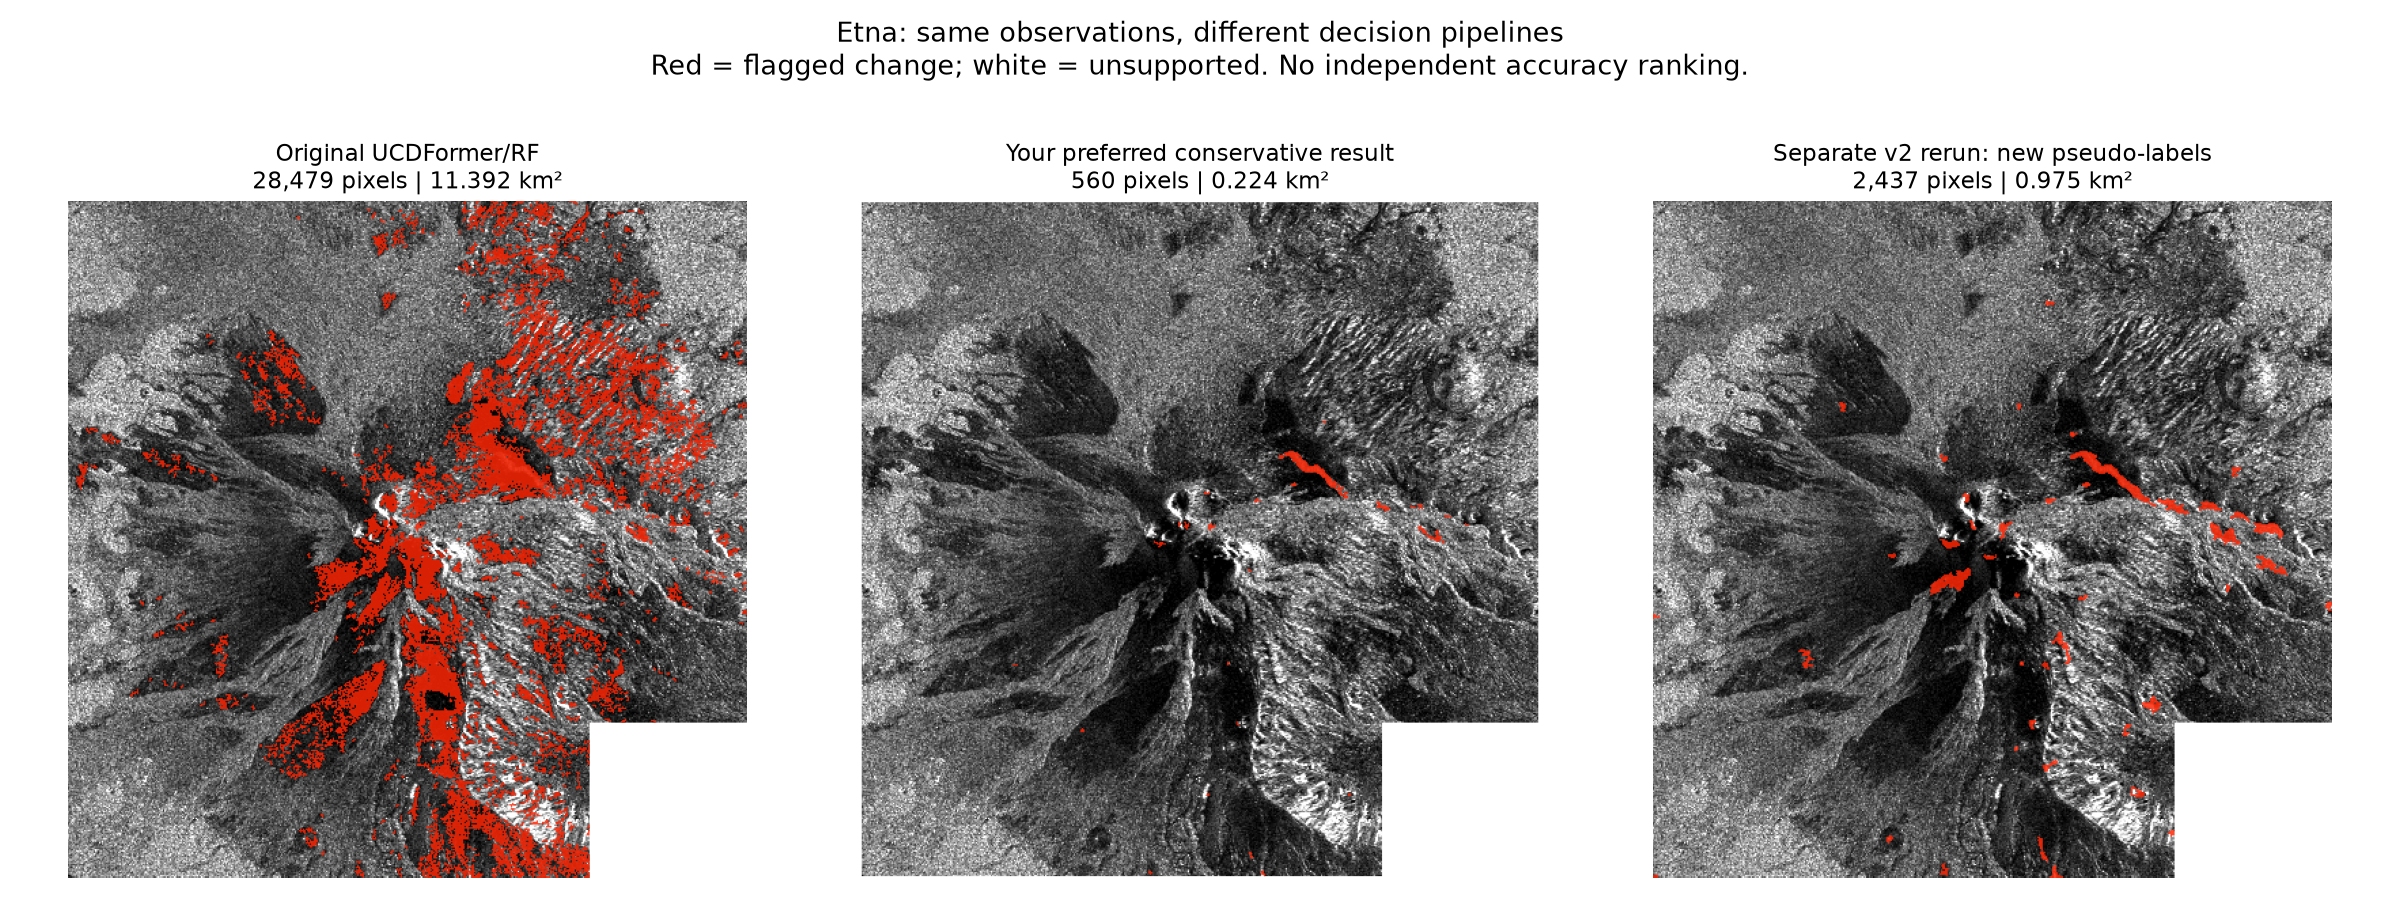 Etna: same observations, different decision pipelines
Red = flagged change; white = unsupported. No independent accuracy ranking.
Original UCDFormer/RF
28,479 pixels | 11.392 km²
Your preferred conservative result
560 pixels | 0.224 km²
Separate v2 rerun: new pseudo-labels
2,437 pixels | 0.975 km²